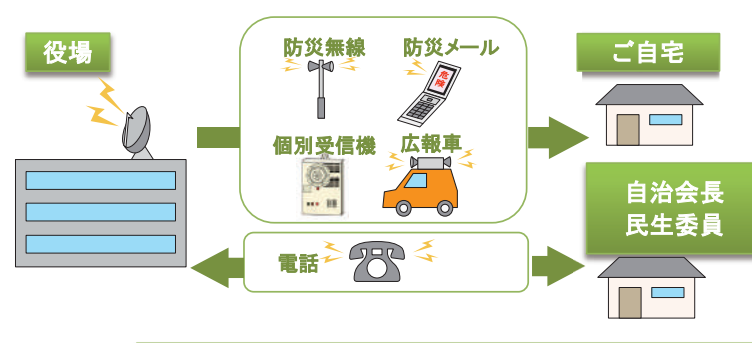 役場
防災無線
防災メール
危険
個別受信機
広報車
ご自宅
自治会長
民生委員
電話